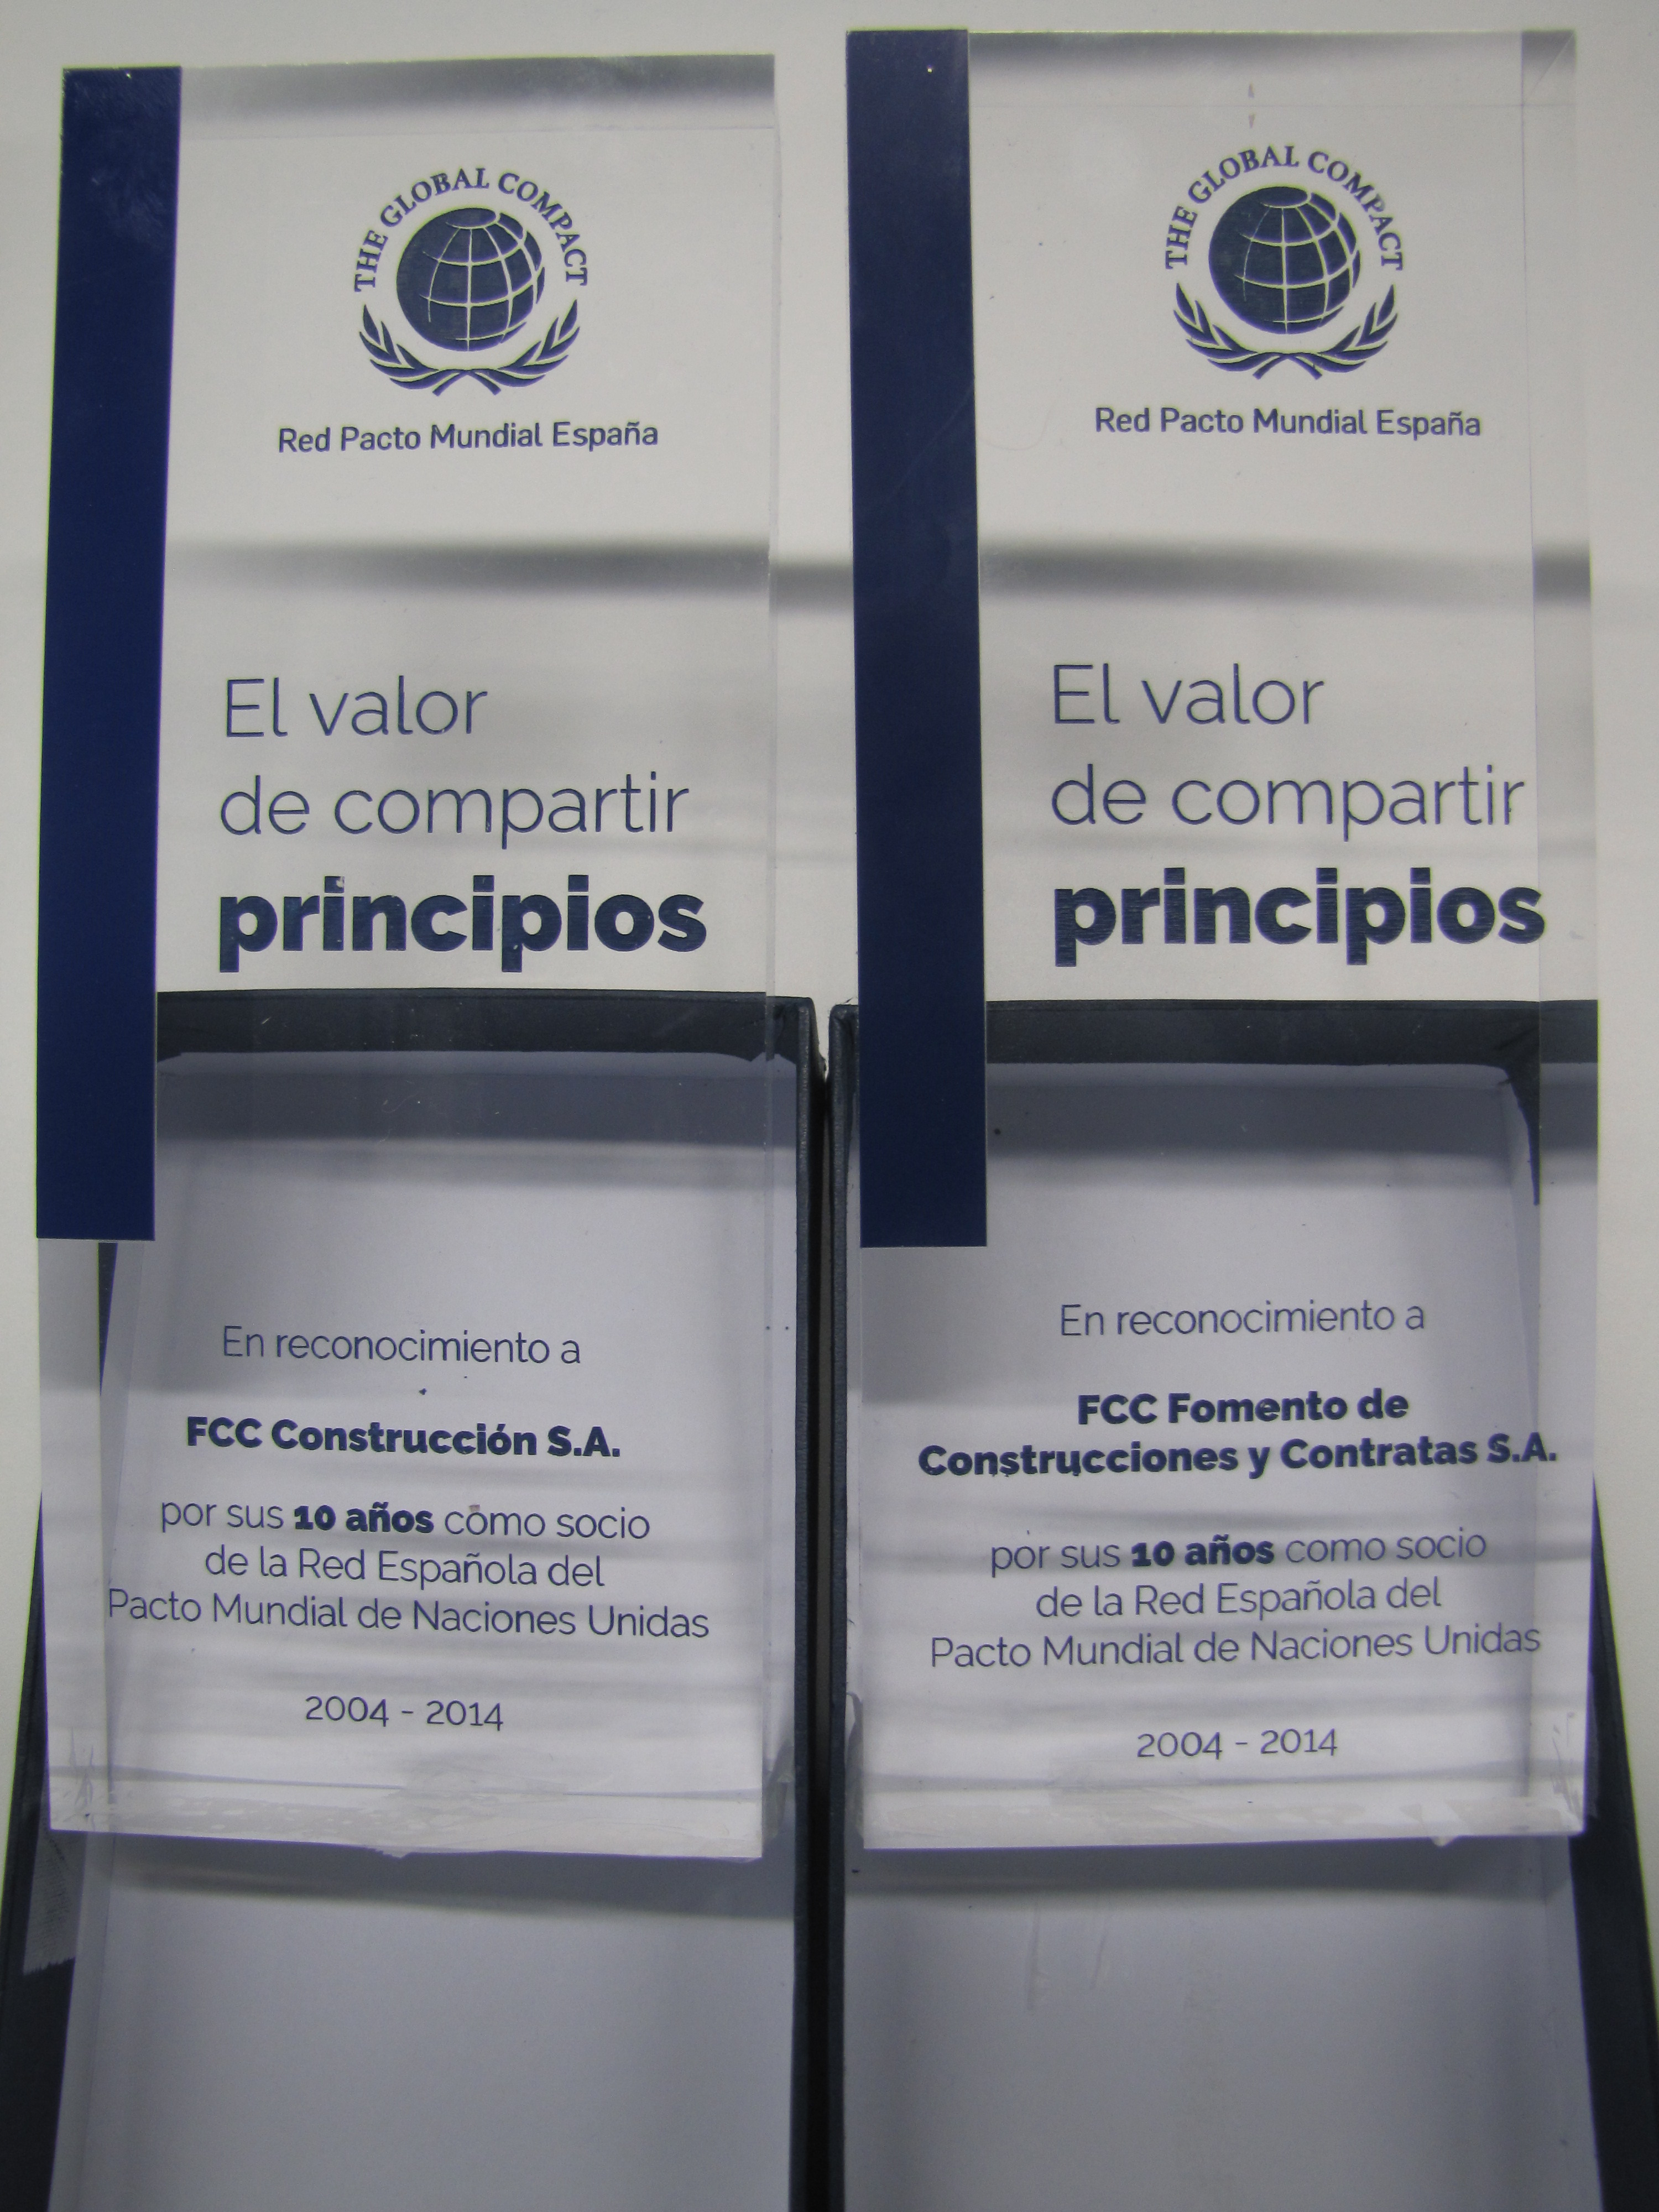 THE GLOBAL COMPACT
Red Pacto Mundial España
El valor
de compartir
principios
En reconocimiento a
FCC Construcción S.A.
por sus 10 años como socio
de la Red Española del
Pacto Mundial de Naciones Unidas
2004 - 2014
THE GLOBAL COMPACT
Red Pacto Mundial España
El valor
de compartir
principios
En reconocimiento a
FCC Fomento de
Construcciones y Contratas S.A.
por sus 10 años como socio
de la Red Española del
Pacto Mundial de Naciones Unidas
2004 - 2014